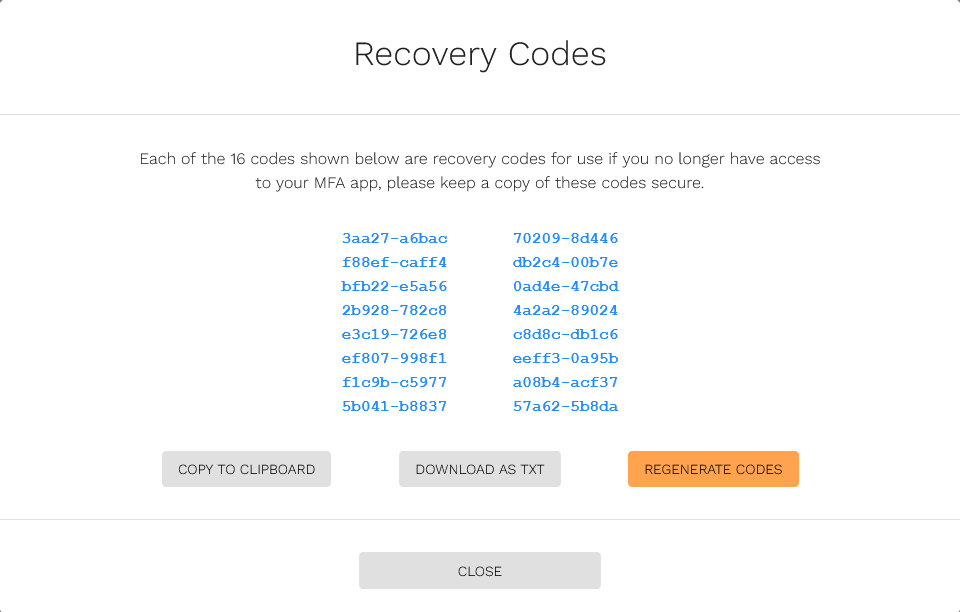 Recovery Codes
Each of the 16 codes shown below are recovery codes for use if you no longer have access
to your MFA app, please keep a copy of these codes secure.
3aa27-a6bac 70209-8d446
f88ef-caff4 db2c4-00b7e
bfb22-e5a56 0ad4e-47cbd
2b928-782c8 4a2a2-89024
e3c19-726e8 c8d8c-db1c6
ef807-998f1 eeff3-0a95b
f1c9b-c5977 a08b4-acf37
5b041-b8837 57a62-5b8da
COPY TO CLIPBOARD DOWNLOAD AS TXT REGENERATE CODES
CLOSE